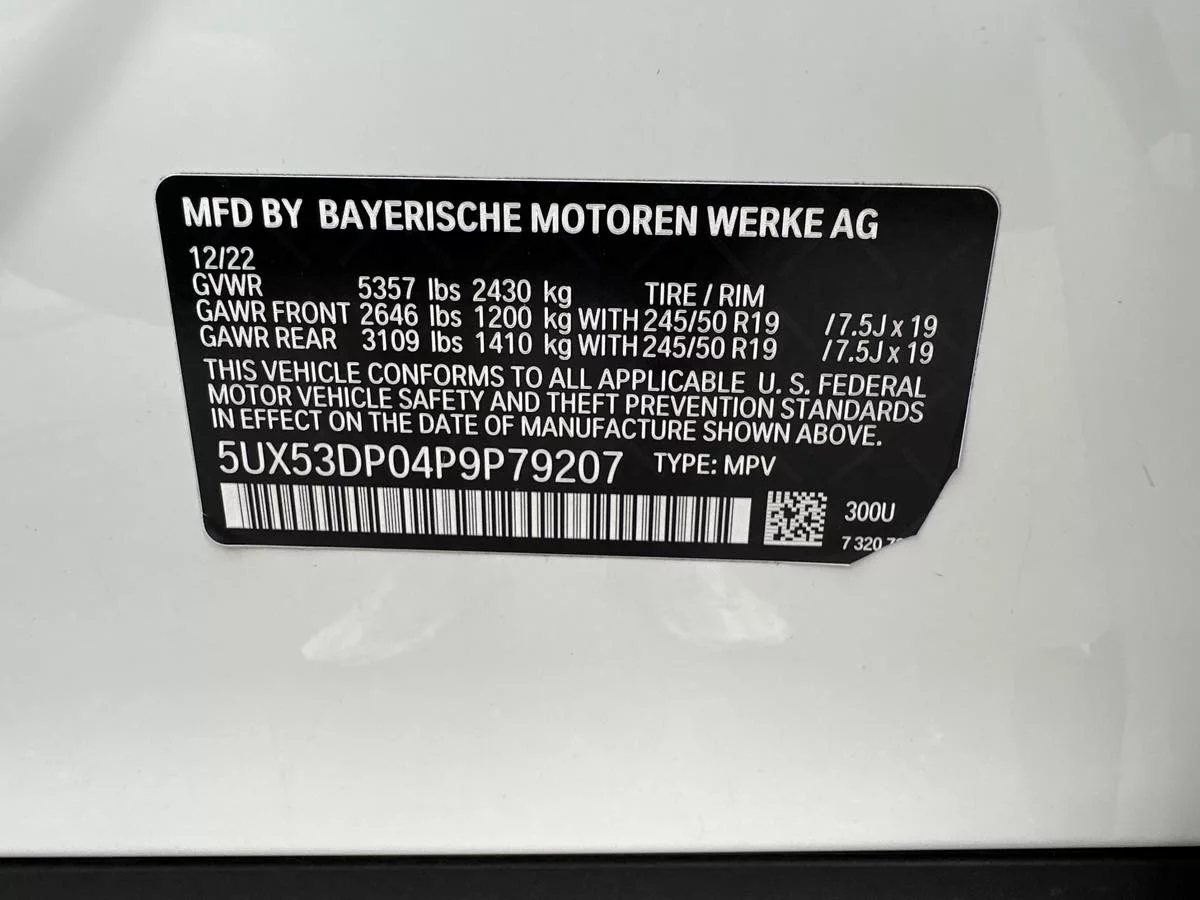 MFD BY BAYERISCHE MOTOREN WERKE AG
12/22
GVWR 5357 lbs 2430 kg TIRE / RIM
GAWR FRONT 2646 lbs 1200 kg WITH 245/50 R19 /7.5J x 19
GAWR REAR 3109 lbs 1410 kg WITH 245/50 R19 /7.5J x 19
THIS VEHICLE CONFORMS TO ALL APPLICABLE U. S. FEDERAL
MOTOR VEHICLE SAFETY AND THEFT PREVENTION STANDARDS
IN EFFECT ON THE DATE OF MANUFACTURE SHOWN ABOVE.
5UX53DP04P9P79207 TYPE: MPV
300U
7 320